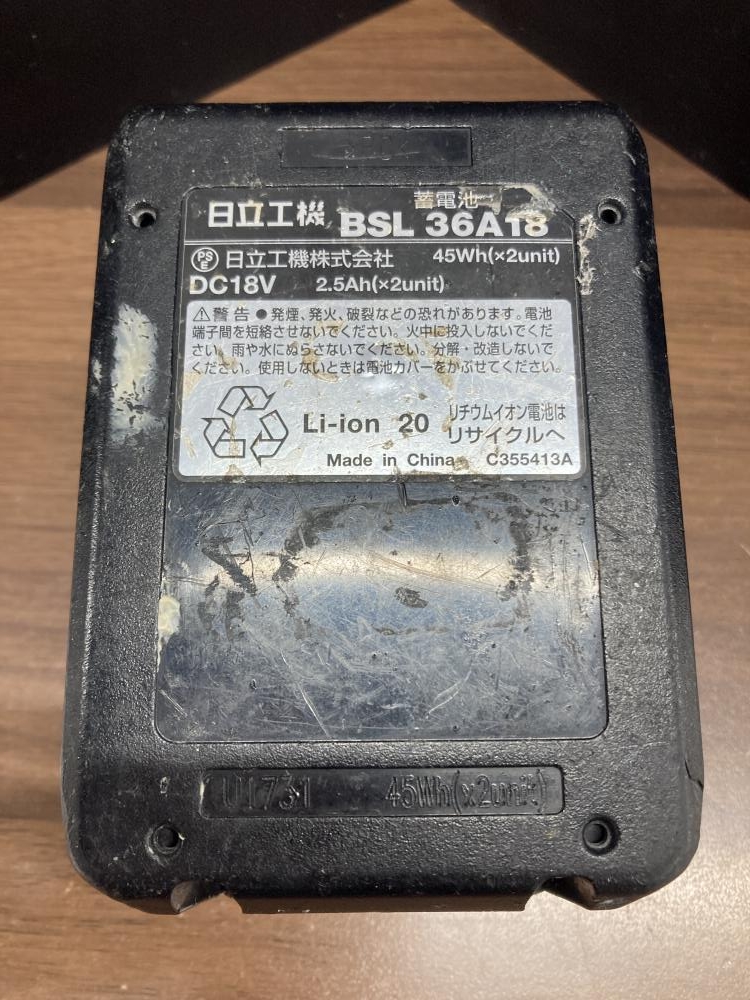 蓄電池
日立工機 BSL 36A18
PSE 日立工機株式会社 45Wh(×2unit)
DC18V 2.5Ah(×2unit)
⚠警告 ●発煙、発火、破裂などの恐れがあります。電池
端子間を短絡させないでください。火中に投入しないでくだ
さい。雨や水にぬらさないでください。分解・改造しないで
ください。使用しないときは電池カバーをかぶせてください。
Li-ion 20 リチウムイオン電池は
リサイクルへ
Made in China C355413A
U1731 45Wh(x2unit)